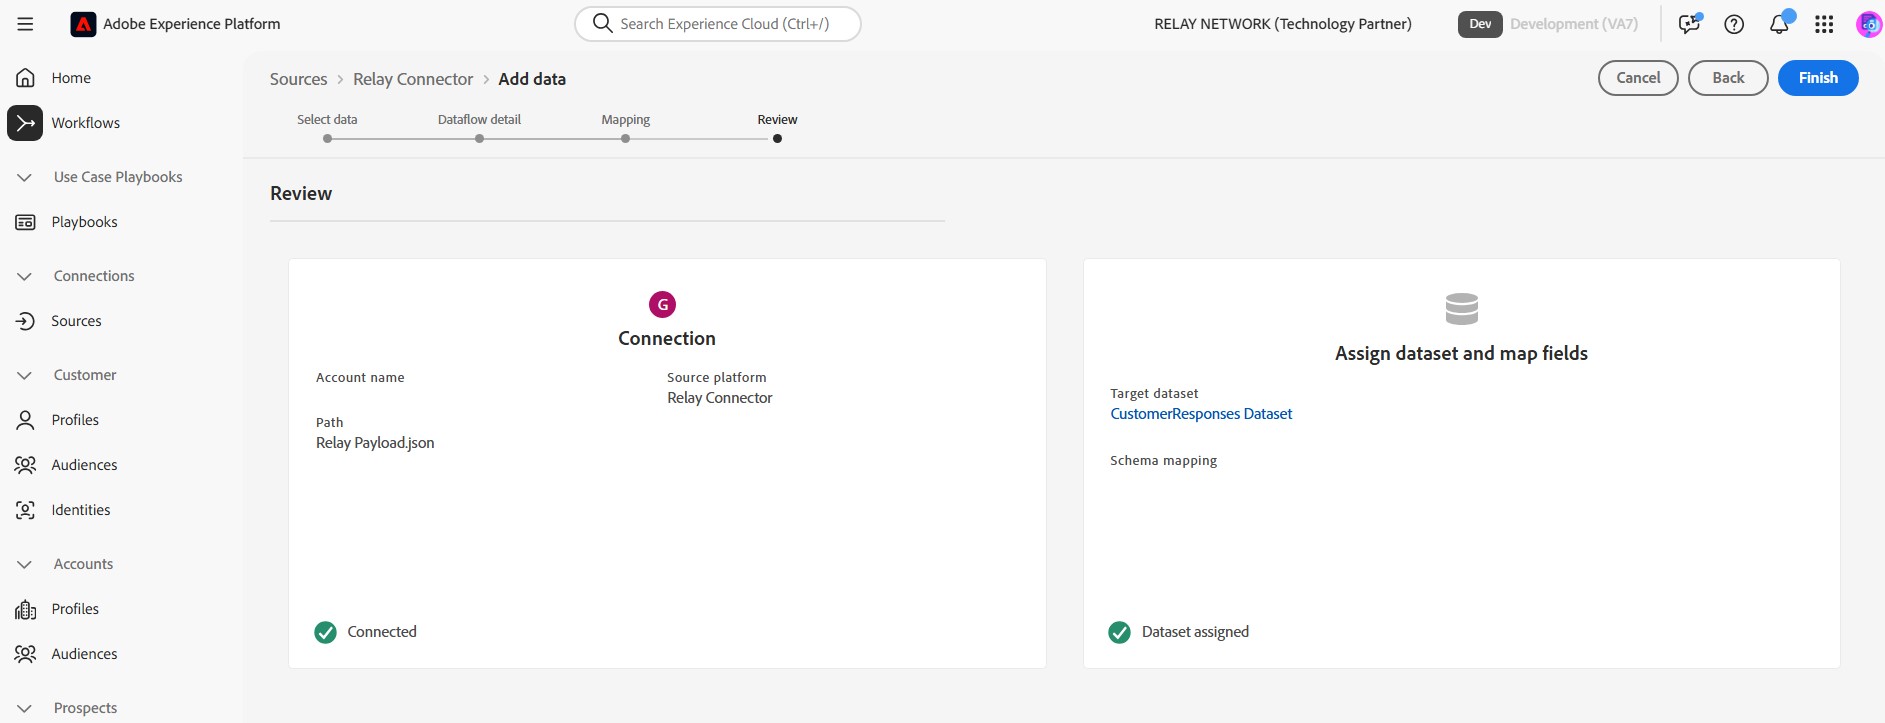 Adobe Experience Platform
Search Experience Cloud (Ctrl+/)
RELAY NETWORK (Technology Partner)
Dev
Development (VA7)
Home
Workflows
Use Case Playbooks
Playbooks
Connections
Sources
Customer
Profiles
Audiences
Identities
Accounts
Profiles
Audiences
Prospects
Sources > Relay Connector > Add data
Cancel
Back
Finish
Select data
Dataflow detail
Mapping
Review
Review
G
Connection
Account name
Source platform
Relay Connector
Path
Relay Payload.json
Connected
Assign dataset and map fields
Target dataset
CustomerResponses Dataset
Schema mapping
Dataset assigned